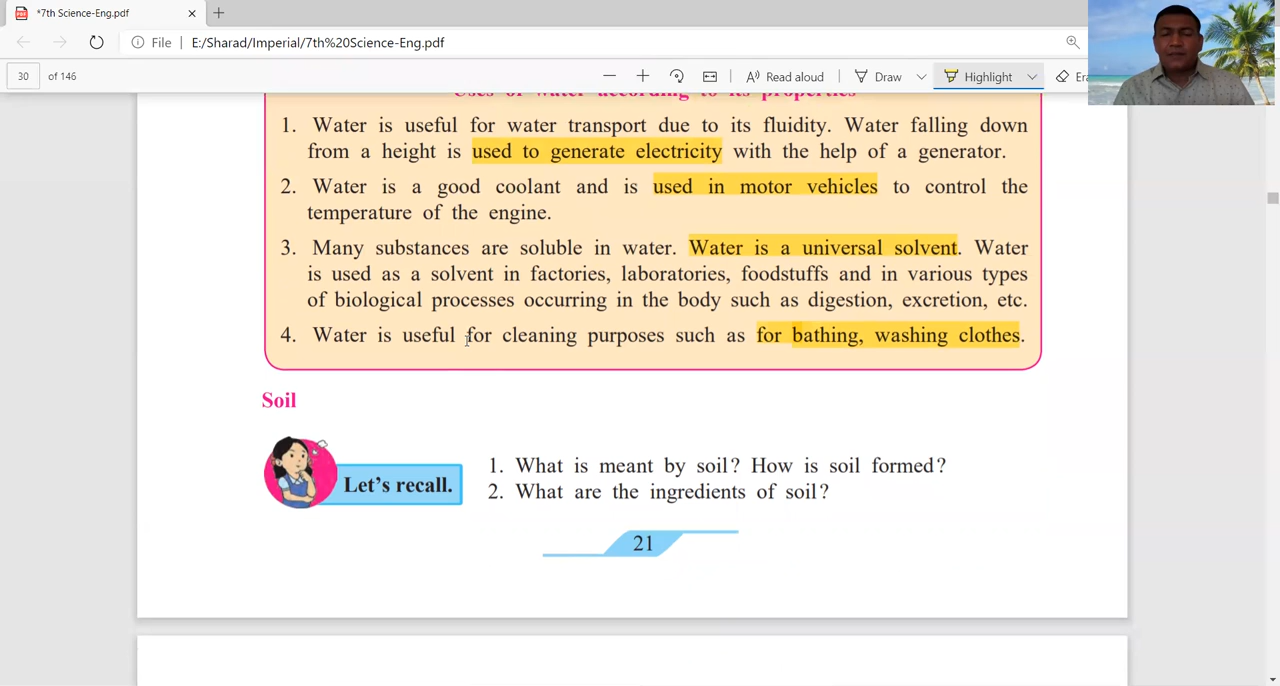 *7th Science-Eng.pdf
File | E:/Sharad/Imperial/7th%20Science-Eng.pdf
30 of 146
Read aloud
Draw
Highlight
Era
Uses of water according to its properties
1. Water is useful for water transport due to its fluidity. Water falling down
from a height is used to generate electricity with the help of a generator.
2. Water is a good coolant and is used in motor vehicles to control the
temperature of the engine.
3. Many substances are soluble in water. Water is a universal solvent. Water
is used as a solvent in factories, laboratories, foodstuffs and in various types
of biological processes occurring in the body such as digestion, excretion, etc.
4. Water is useful for cleaning purposes such as for bathing, washing clothes.
Soil
Let's recall.
1. What is meant by soil? How is soil formed?
2. What are the ingredients of soil?
21